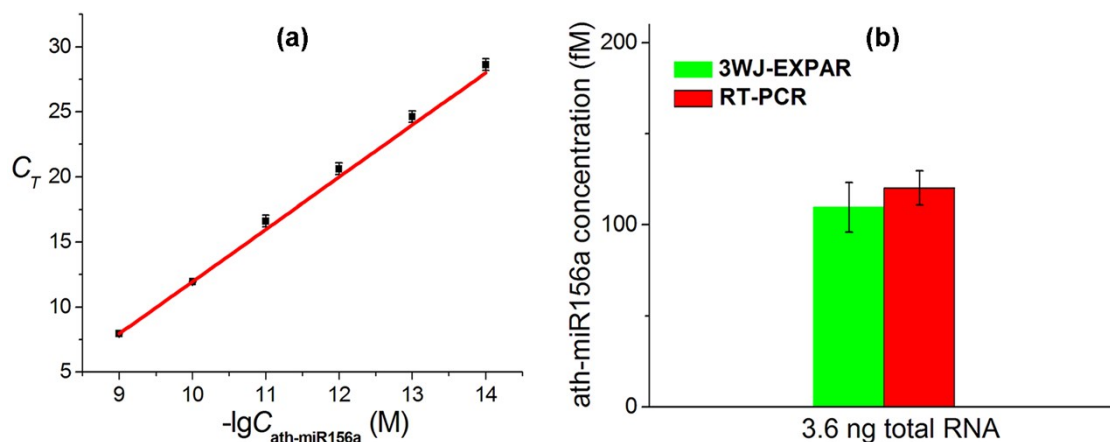 (a)
30
25
20
15
10
5
C_T
9 10 11 12 13 14
-lgC_ath-miR156a (M)
(b)
200
100
0
ath-miR156a concentration (fM)
3WJ-EXPAR
RT-PCR
3.6 ng total RNA